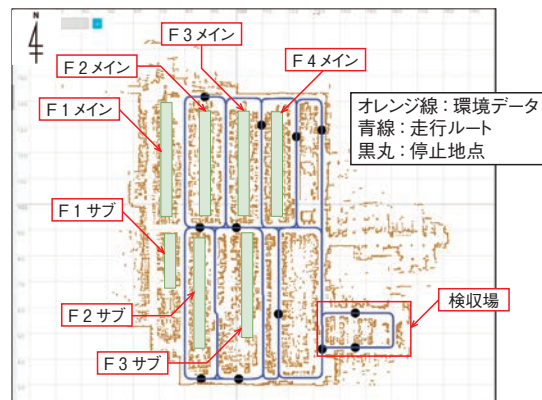 F3メイン
F2メイン
F4メイン
F1メイン
オレンジ線：環境データ
青線：走行ルート
黒丸：停止地点
F1サブ
検収場
F2サブ
F3サブ